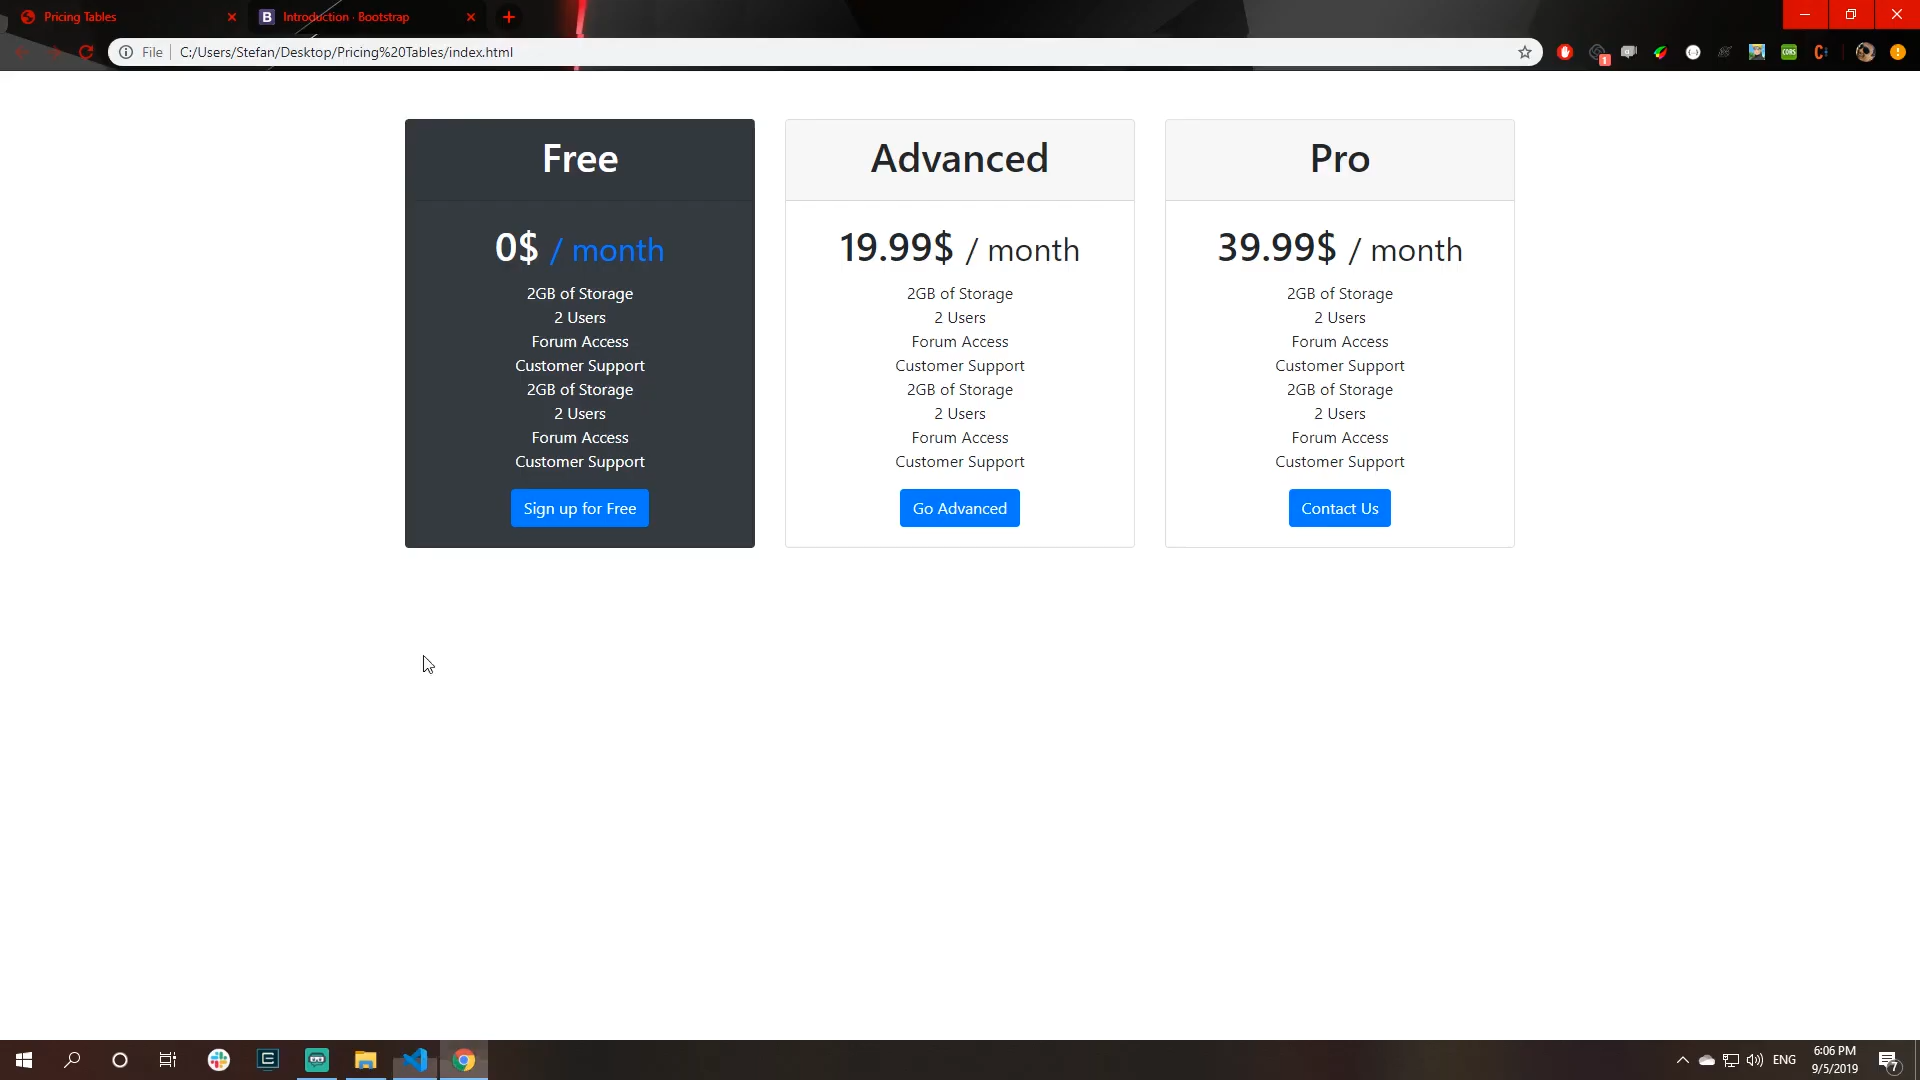 Pricing Tables
B Introduction · Bootstrap
File C:/Users/Stefan/Desktop/Pricing%20Tables/index.html
1
CORS
Free
0$ / month
2GB of Storage
2 Users
Forum Access
Customer Support
2GB of Storage
2 Users
Forum Access
Customer Support
Sign up for Free
Advanced
19.99$ / month
2GB of Storage
2 Users
Forum Access
Customer Support
2GB of Storage
2 Users
Forum Access
Customer Support
Go Advanced
Pro
39.99$ / month
2GB of Storage
2 Users
Forum Access
Customer Support
2GB of Storage
2 Users
Forum Access
Customer Support
Contact Us
ENG
6:06 PM
9/5/2019
7